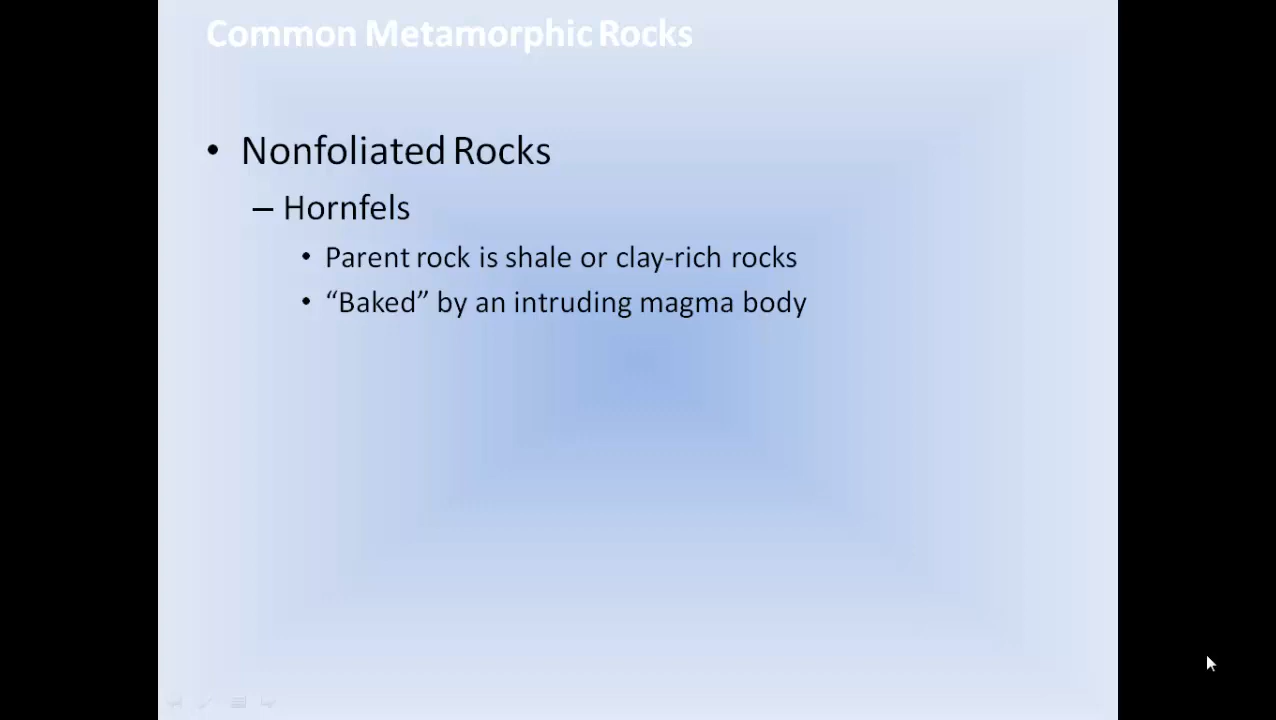 Common Metamorphic Rocks
• Nonfoliated Rocks
– Hornfels
• Parent rock is shale or clay-rich rocks
• “Baked” by an intruding magma body